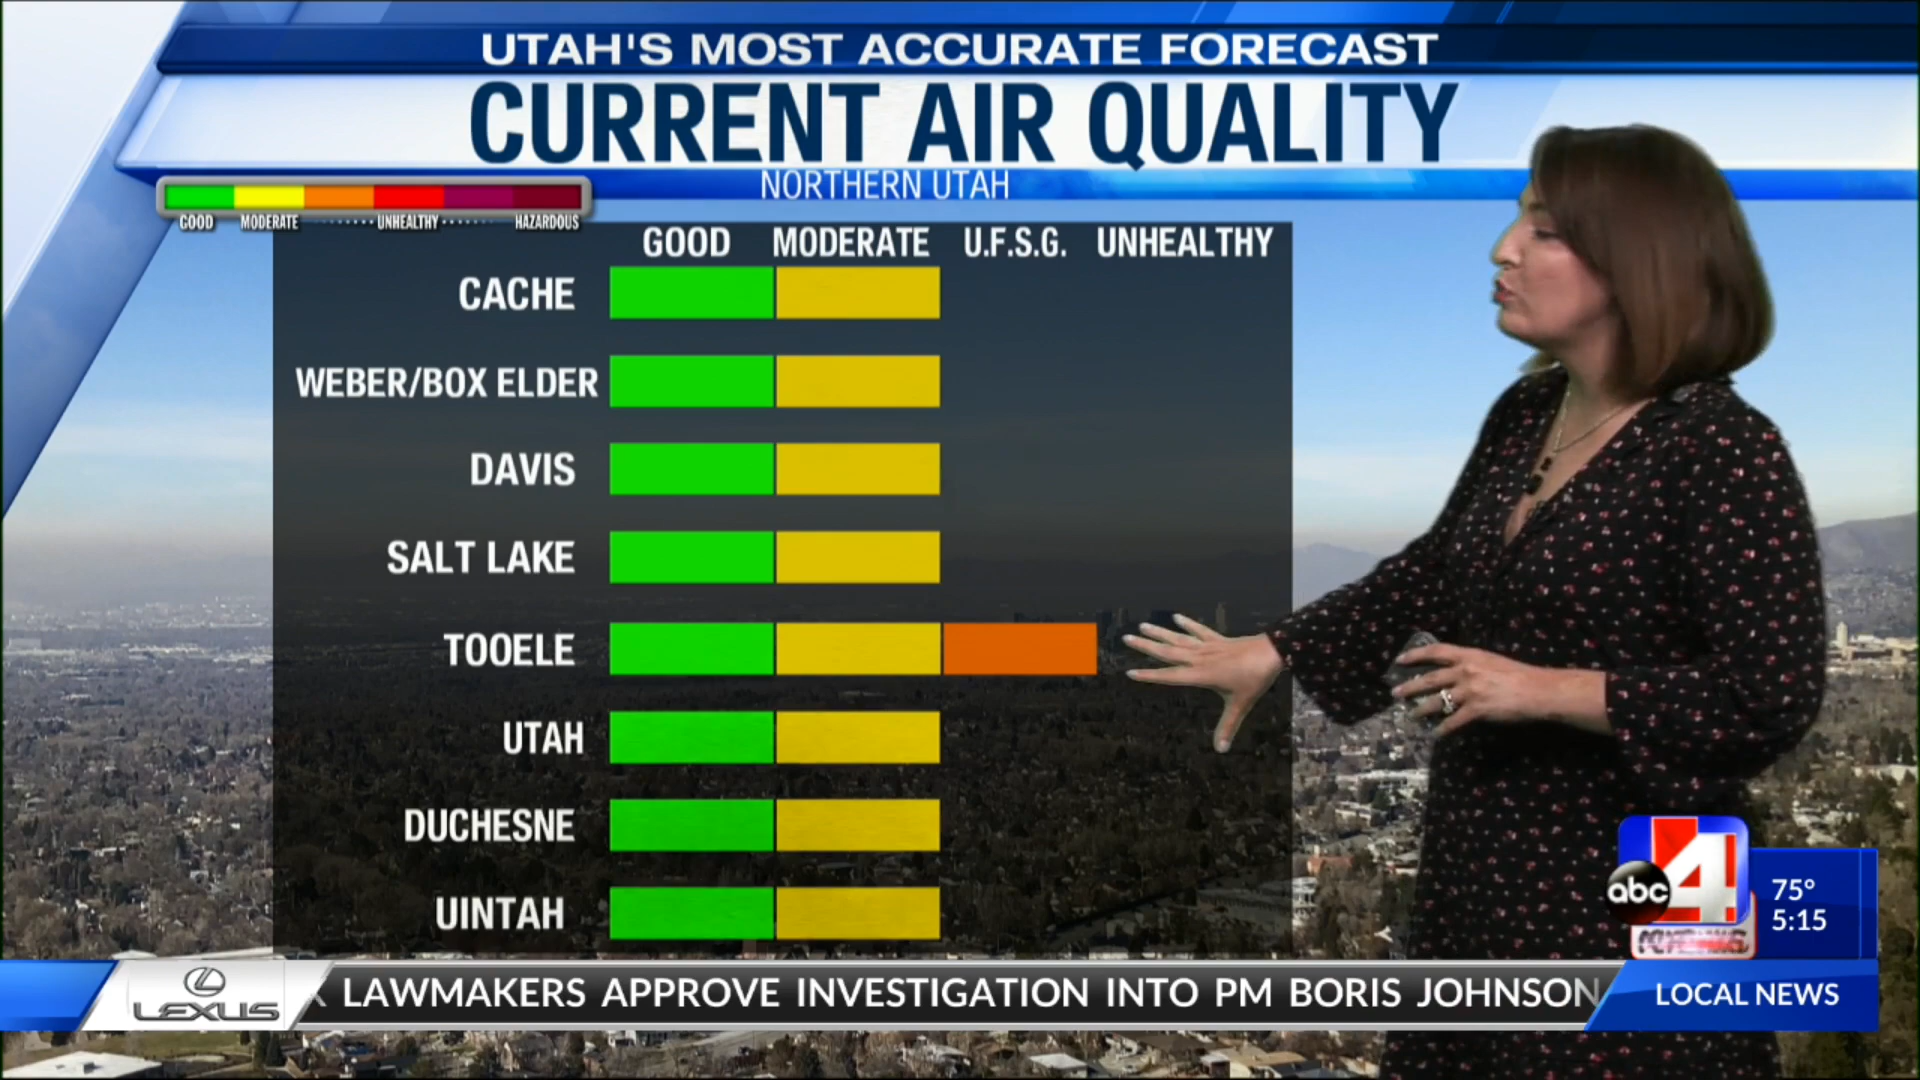 UTAH'S MOST ACCURATE FORECAST
CURRENT AIR QUALITY
NORTHERN UTAH
GOOD MODERATE UNHEALTHY HAZARDOUS
GOOD MODERATE U.F.S.G. UNHEALTHY
CACHE
WEBER/BOX ELDER
DAVIS
SALT LAKE
TOOELE
UTAH
DUCHESNE
UINTAH
abc 4
75°
5:15
LEXUS
LAWMAKERS APPROVE INVESTIGATION INTO PM BORIS JOHNSON
LOCAL NEWS